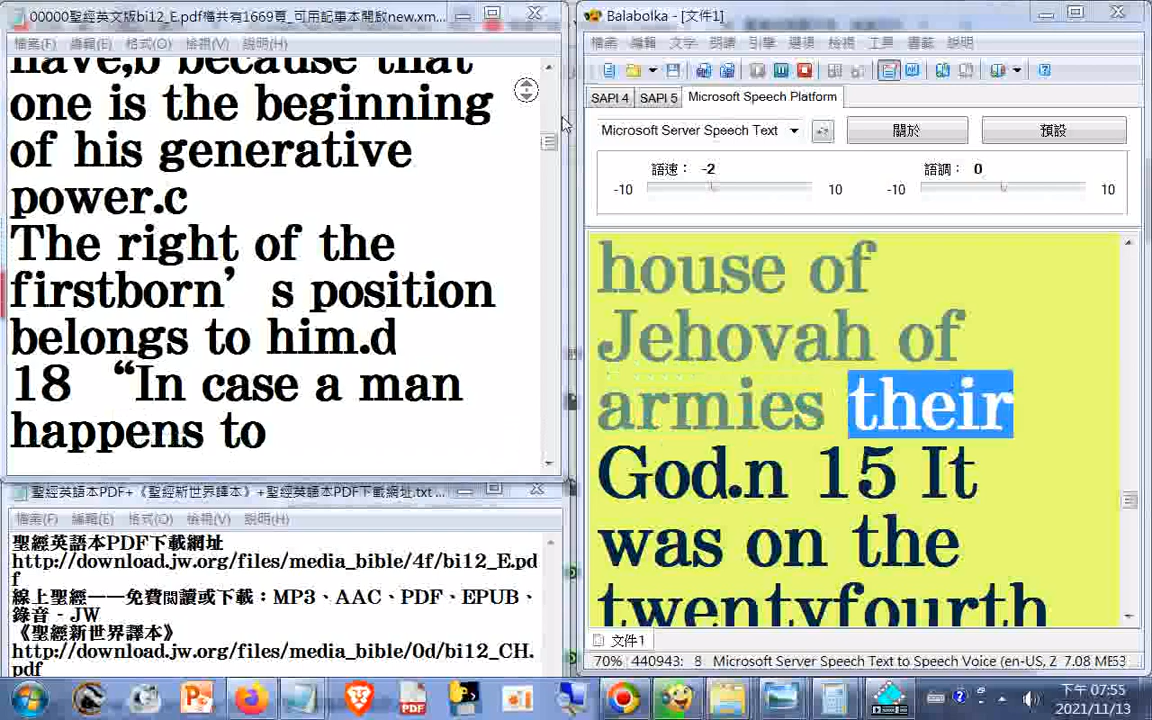 00000聖經英文版bi12_E.pdf檔共有1669頁_可用記事本開啟new.xm...
檔案(F) 編輯(E) 格式(O) 檢視(V) 說明(H)
have,b because that
one is the beginning
of his generative
power.c
The right of the
firstborn’s position
belongs to him.d
18 “In case a man
happens to
聖經英語本PDF+《聖經新世界譯本》+聖經英語本PDF下載網址.txt ...
檔案(F) 編輯(E) 格式(O) 檢視(V) 說明(H)
聖經英語本PDF下載網址
http://download.jw.org/files/media_bible/4f/bi12_E.pd
f
線上聖經——免費閱讀或下載：MP3、AAC、PDF、EPUB、
錄音 - JW
《聖經新世界譯本》
http://download.jw.org/files/media_bible/0d/bi12_CH.
pdf
Balabolka - [文件1]
檔案 編輯 文字 朗讀 引擎 選項 檢視 工具 書籤 說明
SAPI 4 SAPI 5 Microsoft Speech Platform
Microsoft Server Speech Text 關於 預設
語速： -2 語調： 0
-10 10 -10 10
house of
Jehovah of
armies their
God.n 15 It
was on the
twentyfourth
文件1
70% 440943: 8 Microsoft Server Speech Text to Speech Voice (en-US, Z 7.08 ME53
下午 07:55
2021/11/13